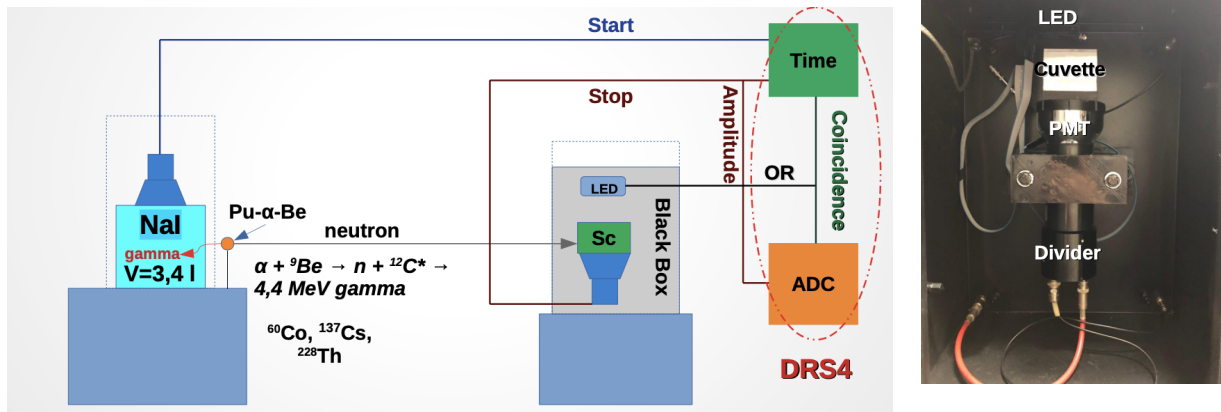 Start
Time
Stop
Amplitude
Coincidence
OR
LED
Black Box
NaI
Pu-α-Be
gamma
V=3,4 l
neutron
Sc
α + ⁹Be → n + ¹²C* →
4,4 MeV gamma
ADC
⁶⁰Co, ¹³⁷Cs,
²²⁸Th
DRS4
LED
Cuvette
PMT
Divider